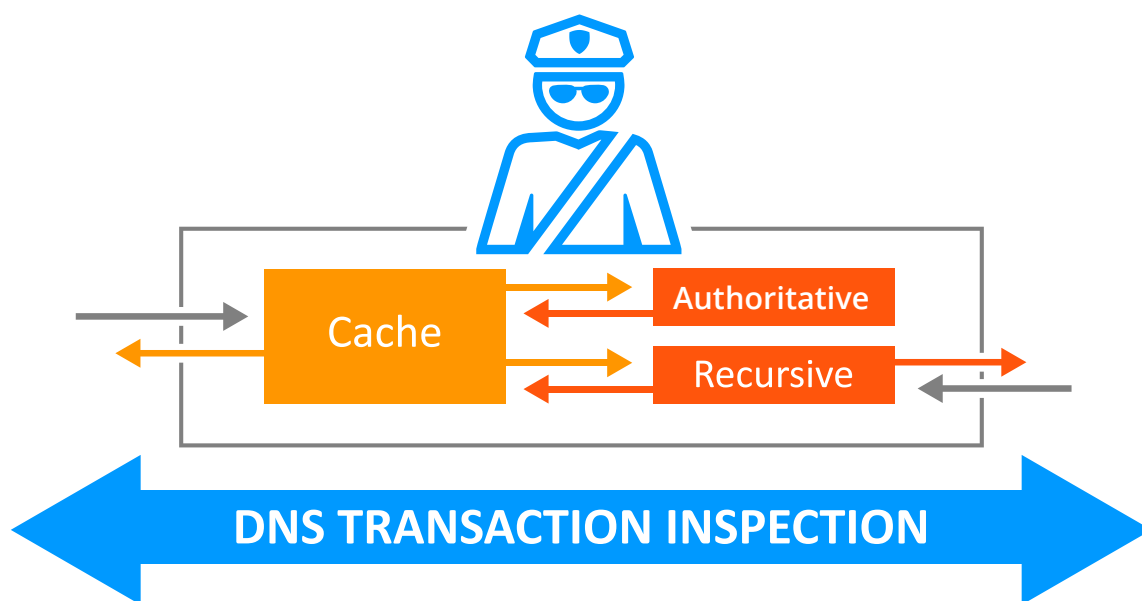 Cache
Authoritative
Recursive
DNS TRANSACTION INSPECTION